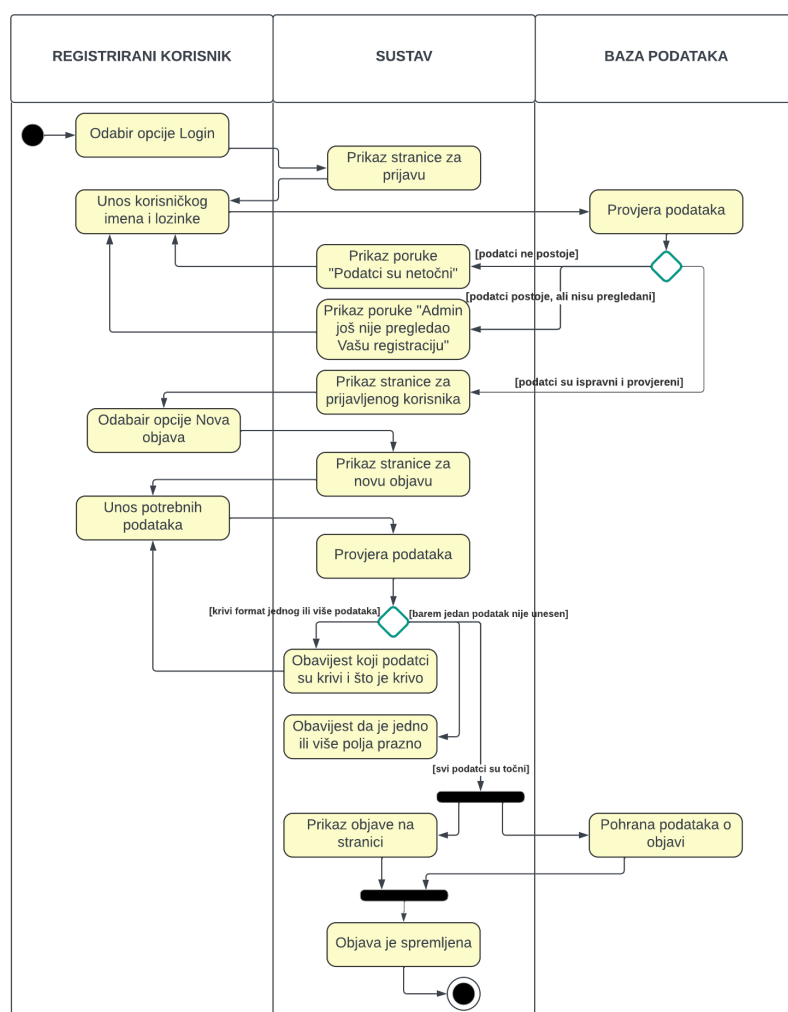 REGISTRIRANI KORISNIK
SUSTAV
BAZA PODATAKA
Odabir opcije Login
Prikaz stranice za
prijavu
Unos korisničkog
imena i lozinke
Provjera podataka
[podatci ne postoje]
Prikaz poruke
"Podatci su netočni"
[podatci postoje, ali nisu pregledani]
Prikaz poruke "Admin
još nije pregledao
Vašu registraciju"
[podatci su ispravni i provjereni]
Prikaz stranice za
prijavljenog korisnika
Odabair opcije Nova
objava
Prikaz stranice za
novu objavu
Unos potrebnih
podataka
Provjera podataka
[krivi format jednog ili više podataka]
[barem jedan podatak nije unesen]
Obavijest koji podatci
su krivi i što je krivo
Obavijest da je jedno
ili više polja prazno
[svi podatci su točni]
Prikaz objave na
stranici
Pohrana podataka o
objavi
Objava je spremljena